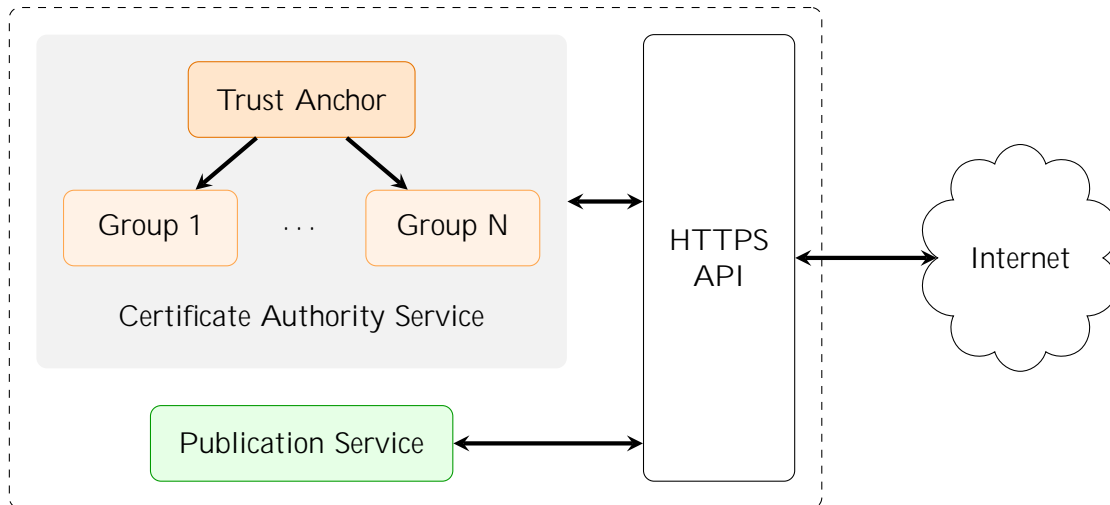 Trust Anchor
Group 1
. . .
Group N
Certificate Authority Service
Publication Service
HTTPS
API
Internet